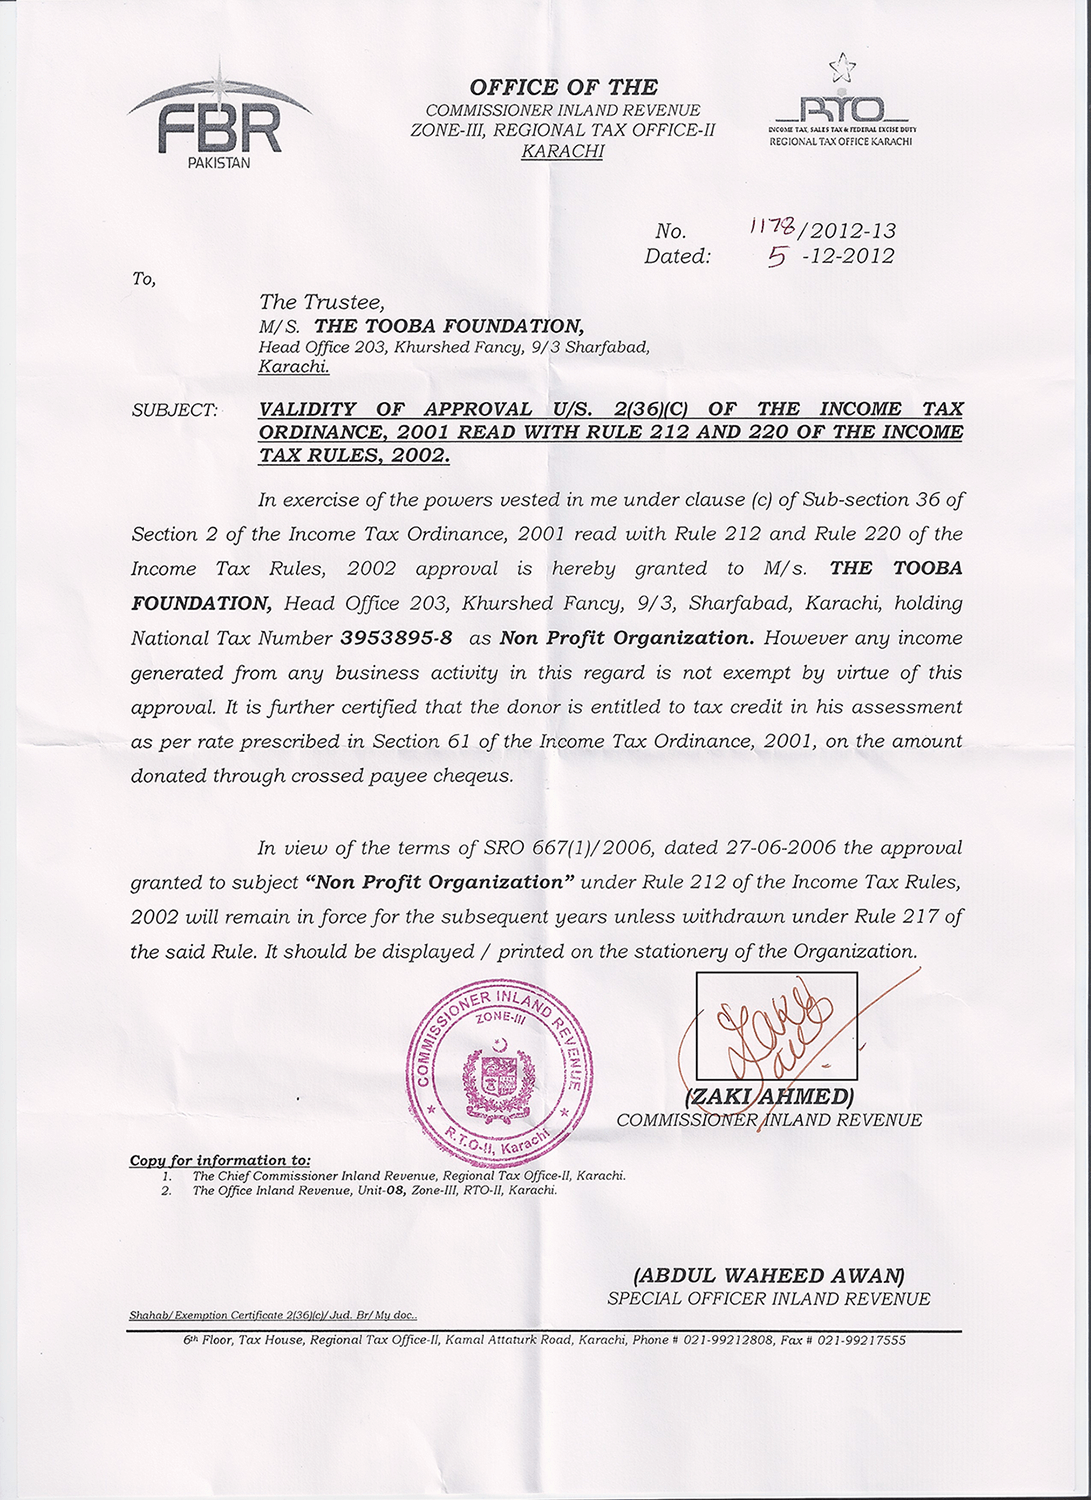 FBR
PAKISTAN
OFFICE OF THE
COMMISSIONER INLAND REVENUE
ZONE-III, REGIONAL TAX OFFICE-II
KARACHI
RTO
INCOME TAX, SALES TAX & FEDERAL EXCISE DUTY
REGIONAL TAX OFFICE KARACHI
No. 1178/2012-13
Dated: 5 -12-2012
To,
The Trustee,
M/S. THE TOOBA FOUNDATION,
Head Office 203, Khurshed Fancy, 9/3 Sharfabad,
Karachi.
SUBJECT: VALIDITY OF APPROVAL U/S. 2(36)(C) OF THE INCOME TAX
ORDINANCE, 2001 READ WITH RULE 212 AND 220 OF THE INCOME
TAX RULES, 2002.
In exercise of the powers vested in me under clause (c) of Sub-section 36 of
Section 2 of the Income Tax Ordinance, 2001 read with Rule 212 and Rule 220 of the
Income Tax Rules, 2002 approval is hereby granted to M/s. THE TOOBA
FOUNDATION, Head Office 203, Khurshed Fancy, 9/3, Sharfabad, Karachi, holding
National Tax Number 3953895-8 as Non Profit Organization. However any income
generated from any business activity in this regard is not exempt by virtue of this
approval. It is further certified that the donor is entitled to tax credit in his assessment
as per rate prescribed in Section 61 of the Income Tax Ordinance, 2001, on the amount
donated through crossed payee cheqeus.
In view of the terms of SRO 667(1)/2006, dated 27-06-2006 the approval
granted to subject “Non Profit Organization” under Rule 212 of the Income Tax Rules,
2002 will remain in force for the subsequent years unless withdrawn under Rule 217 of
the said Rule. It should be displayed / printed on the stationery of the Organization.
COMMISSIONER INLAND REVENUE
ZONE-III
R.T.O-II, Karachi
(ZAKI AHMED)
COMMISSIONER INLAND REVENUE
Copy for information to:
1. The Chief Commissioner Inland Revenue, Regional Tax Office-II, Karachi.
2. The Office Inland Revenue, Unit-08, Zone-III, RTO-II, Karachi.
(ABDUL WAHEED AWAN)
SPECIAL OFFICER INLAND REVENUE
Shahab/Exemption Certificate 2(36)(c)/Jud. Br/My doc..
6th Floor, Tax House, Regional Tax Office-II, Kamal Attaturk Road, Karachi, Phone # 021-99212808, Fax # 021-99217555